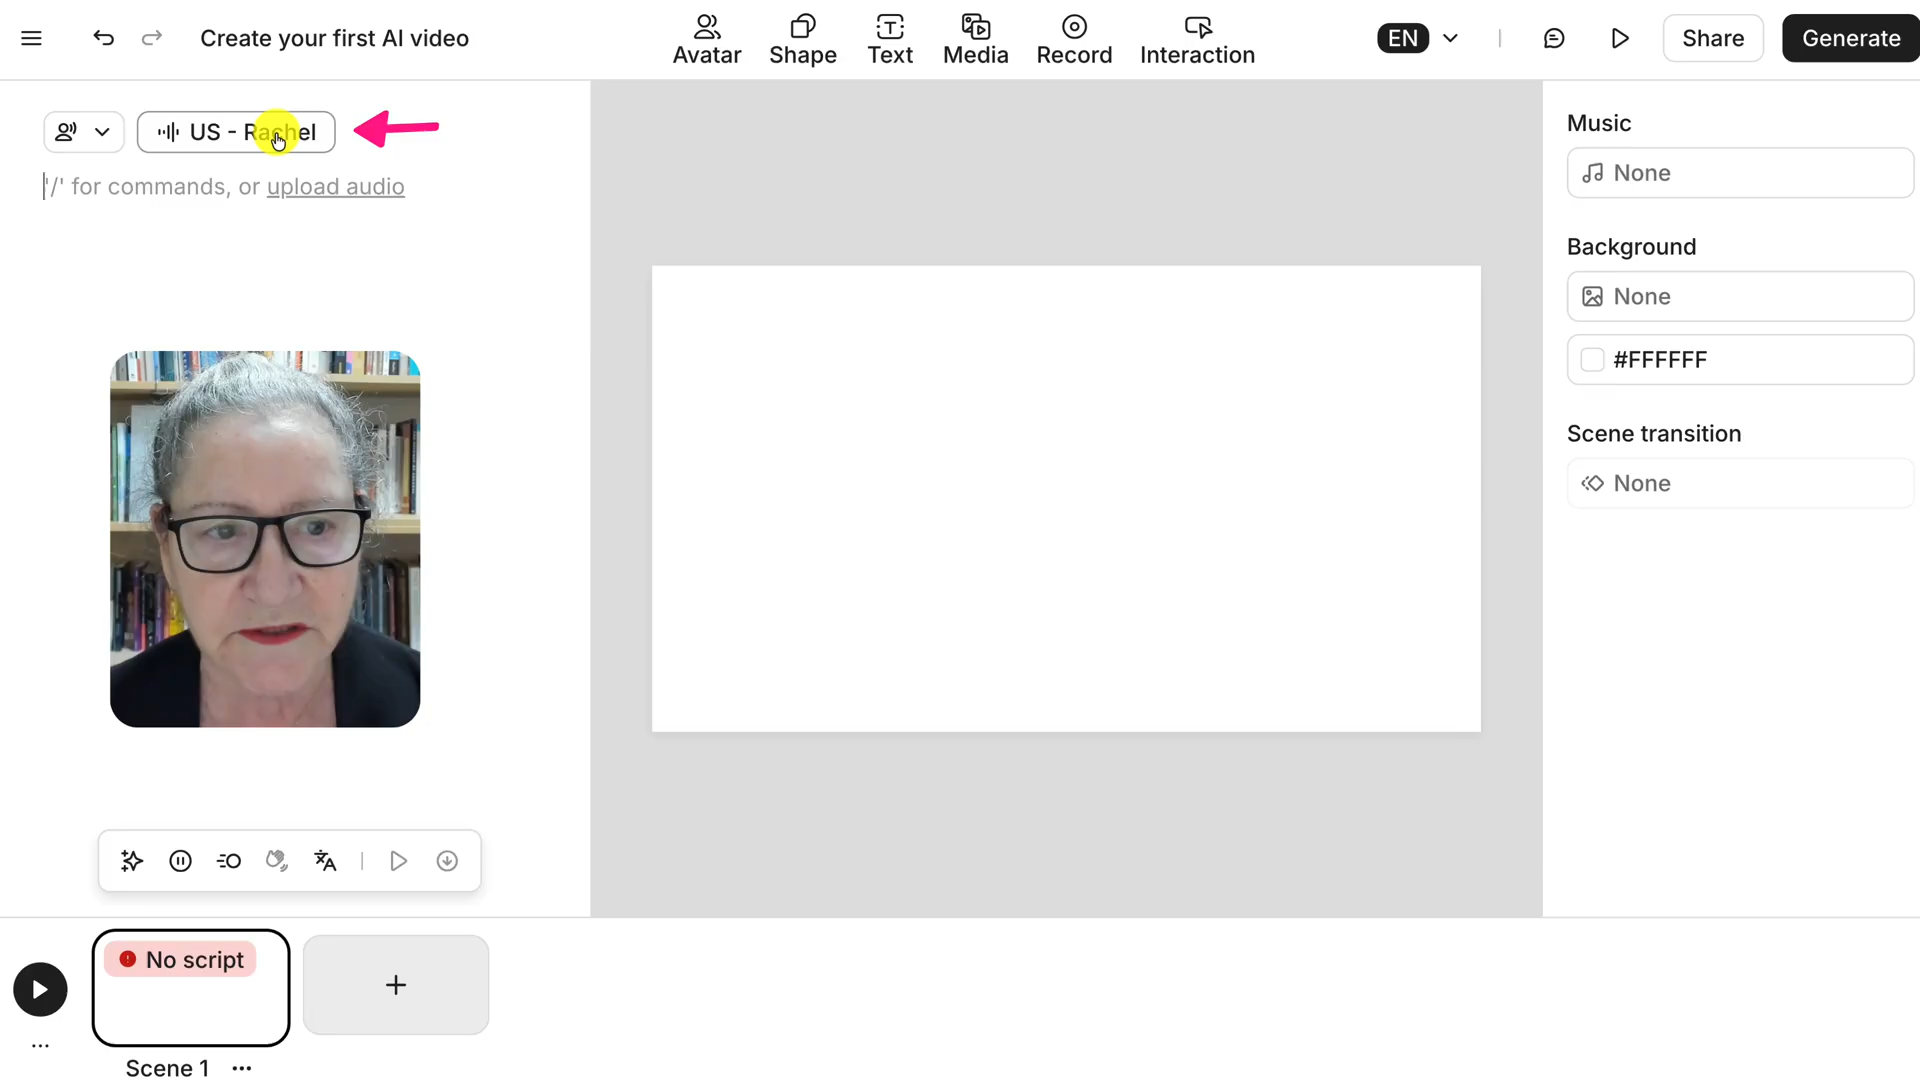 Create your first AI video
Avatar
Shape
Text
Media
Record
Interaction
EN
Share
Generate
US - Rachel
'/' for commands, or upload audio
Music
None
Background
None
#FFFFFF
Scene transition
None
No script
Scene 1